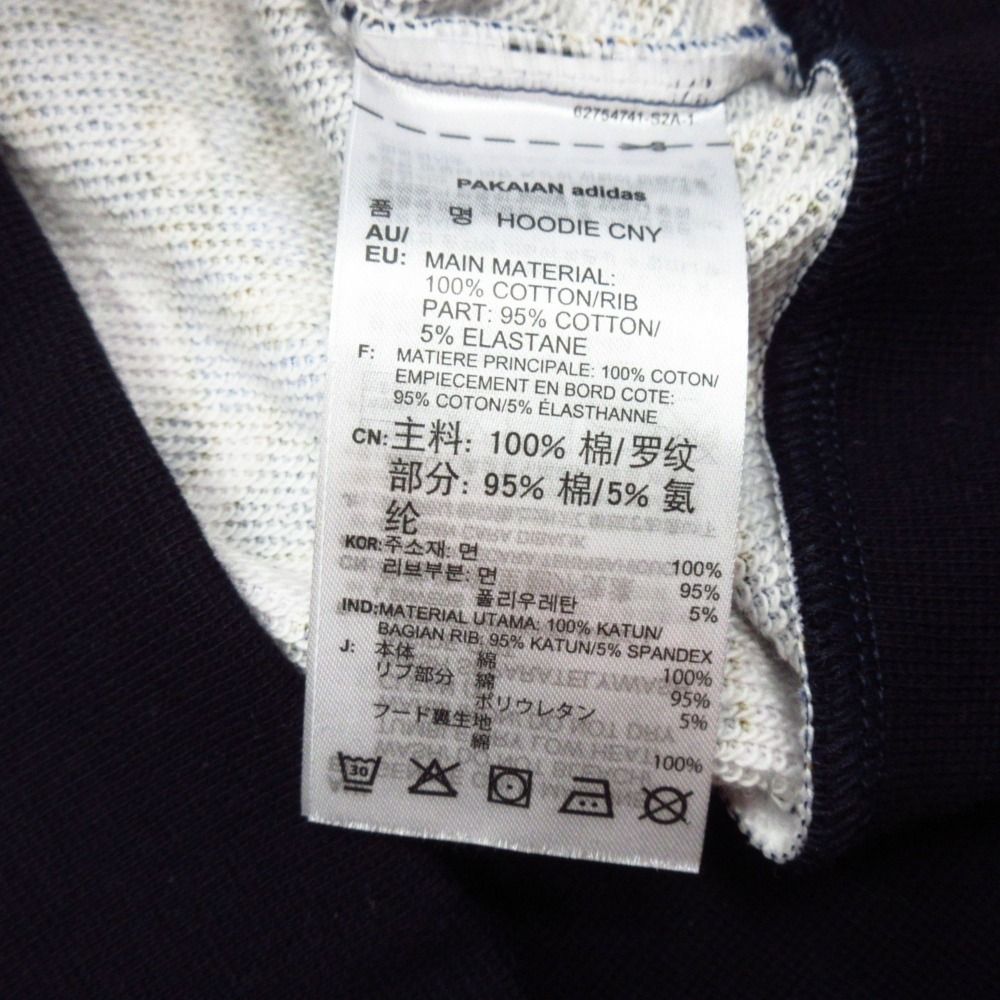 62754741-S2A-1
PAKAIAN adidas
품 명 HOODIE CNY
AU/
EU: MAIN MATERIAL:
100% COTTON/RIB
PART: 95% COTTON/
5% ELASTANE
F: MATIERE PRINCIPALE: 100% COTON/
EMPIECEMENT EN BORD COTE:
95% COTON/5% ÉLASTHANNE
CN: 主料: 100% 棉/罗纹
部分: 95% 棉/5% 氨
纶
KOR: 주소재: 면 100%
리브부분: 면 95%
폴리우레탄 5%
IND: MATERIAL UTAMA: 100% KATUN/
BAGIAN RIB: 95% KATUN/5% SPANDEX
J: 本体 綿 100%
リブ部分 綿 95%
ポリウレタン 5%
フード裏生地
綿 100%
30